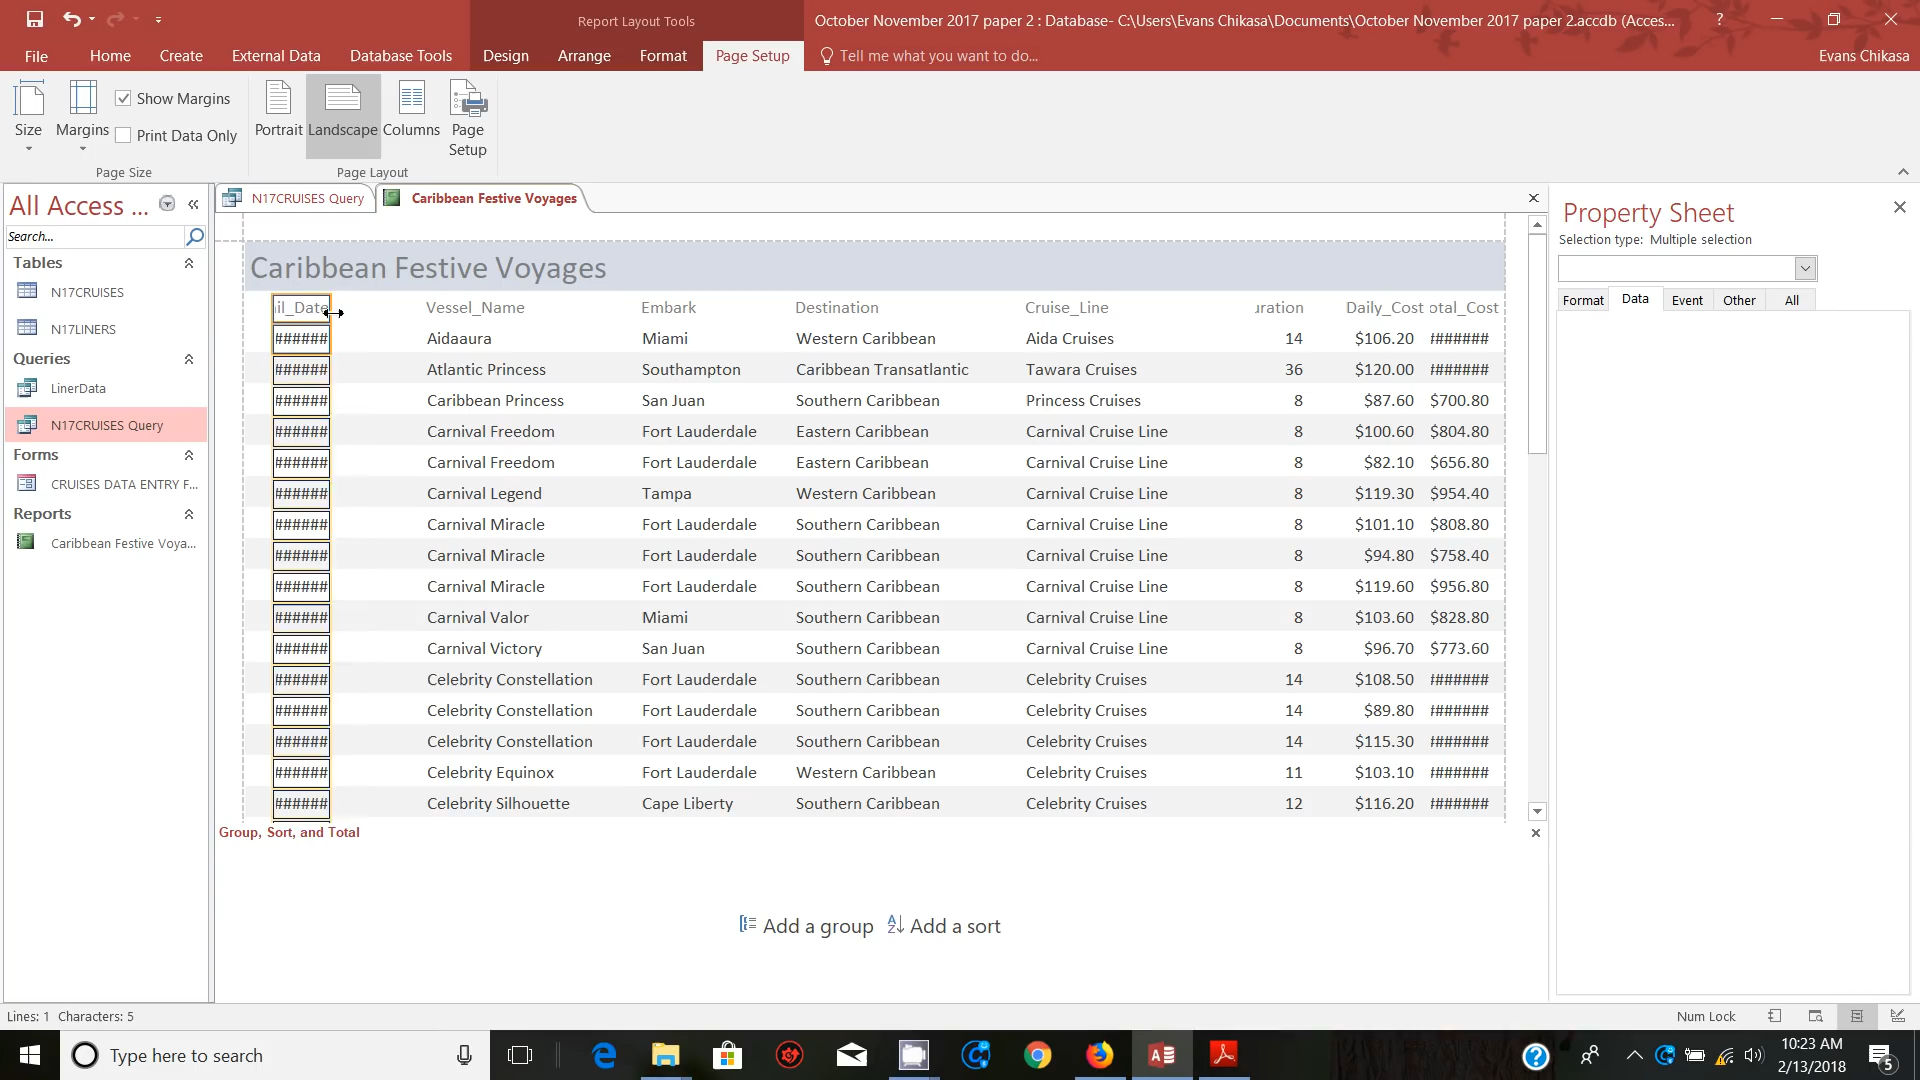 Report Layout Tools
October November 2017 paper 2 : Database- C:\Users\Evans Chikasa\Documents\October November 2017 paper 2.accdb (Acces...
?
File Home Create External Data Database Tools Design Arrange Format Page Setup Tell me what you want to do... Evans Chikasa
Size
Margins
Show Margins
Print Data Only
Portrait
Landscape
Columns
Page Setup
Page Size
Page Layout
All Access ...
Search...
Tables
N17CRUISES
N17LINERS
Queries
LinerData
N17CRUISES Query
Forms
CRUISES DATA ENTRY F...
Reports
Caribbean Festive Voya...
N17CRUISES Query
Caribbean Festive Voyages
Caribbean Festive Voyages
il_Date Vessel_Name Embark Destination Cruise_Line uration Daily_Cost otal_Cost
###### Aidaaura Miami Western Caribbean Aida Cruises 14 $106.20 #######
###### Atlantic Princess Southampton Caribbean Transatlantic Tawara Cruises 36 $120.00 #######
###### Caribbean Princess San Juan Southern Caribbean Princess Cruises 8 $87.60 $700.80
###### Carnival Freedom Fort Lauderdale Eastern Caribbean Carnival Cruise Line 8 $100.60 $804.80
###### Carnival Freedom Fort Lauderdale Eastern Caribbean Carnival Cruise Line 8 $82.10 $656.80
###### Carnival Legend Tampa Western Caribbean Carnival Cruise Line 8 $119.30 $954.40
###### Carnival Miracle Fort Lauderdale Southern Caribbean Carnival Cruise Line 8 $101.10 $808.80
###### Carnival Miracle Fort Lauderdale Southern Caribbean Carnival Cruise Line 8 $94.80 $758.40
###### Carnival Miracle Fort Lauderdale Southern Caribbean Carnival Cruise Line 8 $119.60 $956.80
###### Carnival Valor Miami Southern Caribbean Carnival Cruise Line 8 $103.60 $828.80
###### Carnival Victory San Juan Southern Caribbean Carnival Cruise Line 8 $96.70 $773.60
###### Celebrity Constellation Fort Lauderdale Southern Caribbean Celebrity Cruises 14 $108.50 #######
###### Celebrity Constellation Fort Lauderdale Southern Caribbean Celebrity Cruises 14 $89.80 #######
###### Celebrity Constellation Fort Lauderdale Southern Caribbean Celebrity Cruises 14 $115.30 #######
###### Celebrity Equinox Fort Lauderdale Western Caribbean Celebrity Cruises 11 $103.10 #######
###### Celebrity Silhouette Cape Liberty Southern Caribbean Celebrity Cruises 12 $116.20 #######
Group, Sort, and Total
Add a group Add a sort
Property Sheet
Selection type: Multiple selection
Format Data Event Other All
Lines: 1 Characters: 5
Num Lock
Type here to search
10:23 AM
2/13/2018
5